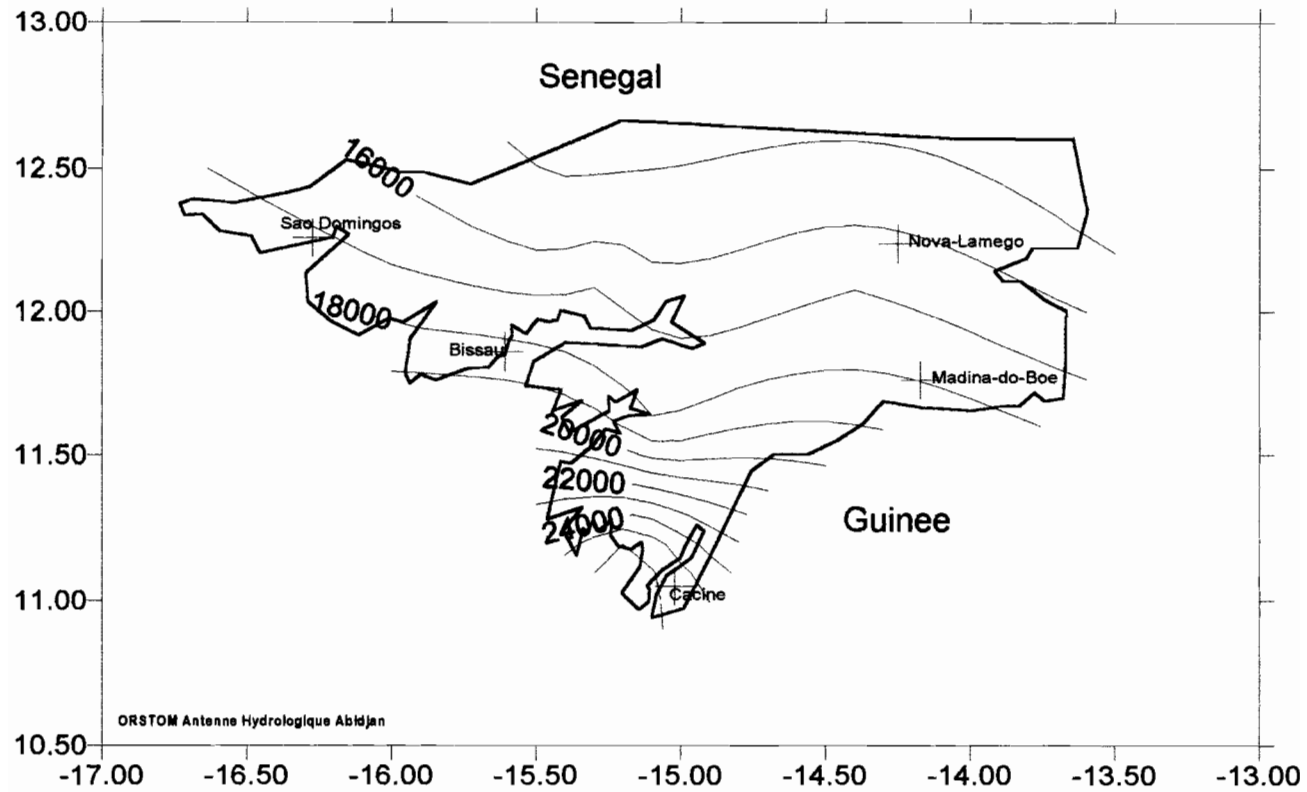 13.00
Senegal
12.50
16000
Sao Domingos
Nova-Lamego
12.00
18000
Bissau
Madina-do-Boe
11.50
20000
22000
24000
Guinee
11.00
Cacine
ORSTOM Antenne Hydrologique Abidjan
10.50
-17.00 -16.50 -16.00 -15.50 -15.00 -14.50 -14.00 -13.50 -13.00